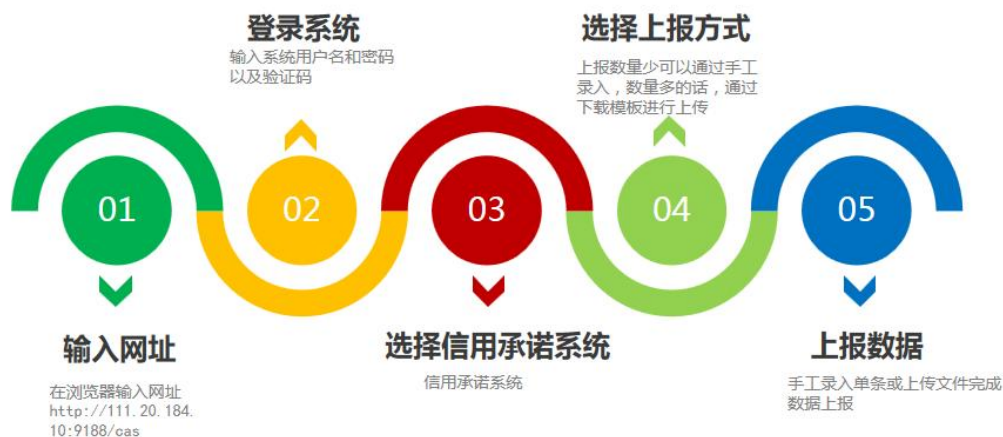 01
输入网址
在浏览器输入网址
http://111.20.184.
10:9188/cas
登录系统
输入系统用户名和密码
以及验证码
02
03
选择信用承诺系统
信用承诺系统
选择上报方式
上报数量少可以通过手工
录入，数量多的话，通过
下载模板进行上传
04
05
上报数据
手工录入单条或上传文件完成
数据上报